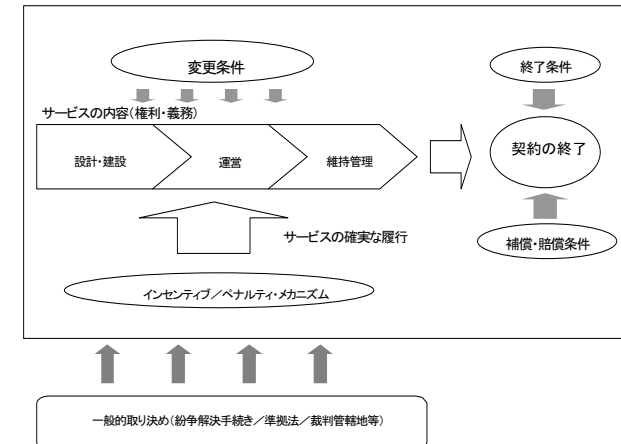 変更条件
終了条件
サービスの内容(権利・義務)
設計・建設
運営
維持管理
契約の終了
サービスの確実な履行
補償・賠償条件
インセンティブ／ペナルティ・メカニズム
一般的取り決め(紛争解決手続き／準拠法／裁判管轄地等)